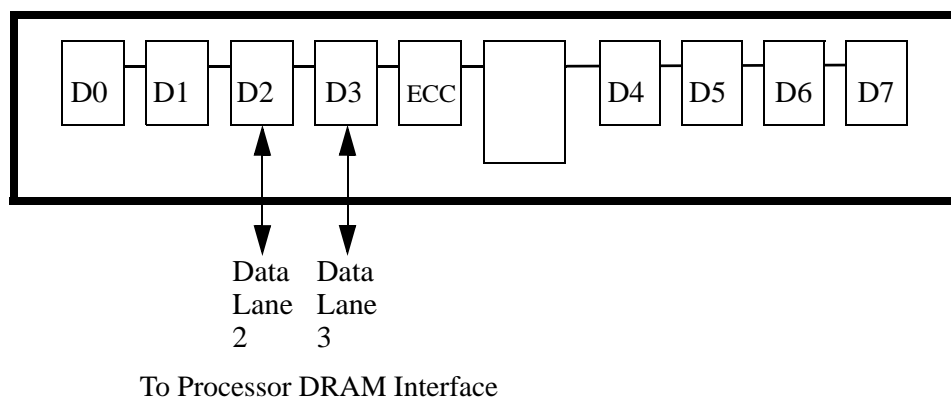 D0 D1 D2 D3 ECC D4 D5 D6 D7
Data Data
Lane Lane
2 3
To Processor DRAM Interface